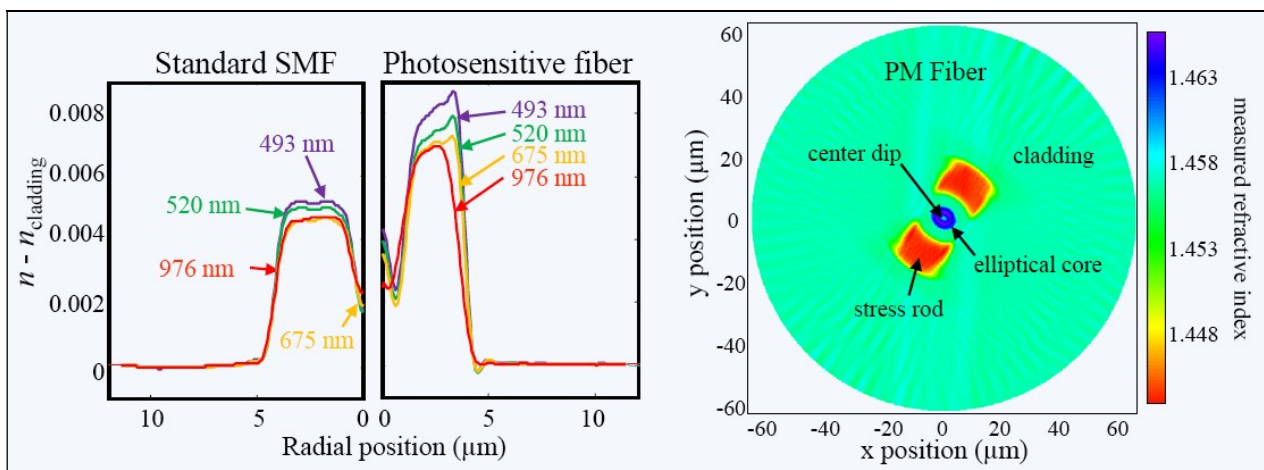 Standard SMF
Photosensitive fiber
n - n cladding
0.008
0.006
0.004
0.002
0
493 nm
520 nm
976 nm
675 nm
493 nm
520 nm
675 nm
976 nm
10
5
0
0
5
10
Radial position (μm)
PM Fiber
center dip
cladding
elliptical core
stress rod
y position (μm)
60
40
20
0
-20
-40
-60
-60
-40
-20
0
20
40
60
x position (μm)
1.463
1.458
1.453
1.448
measured refractive index